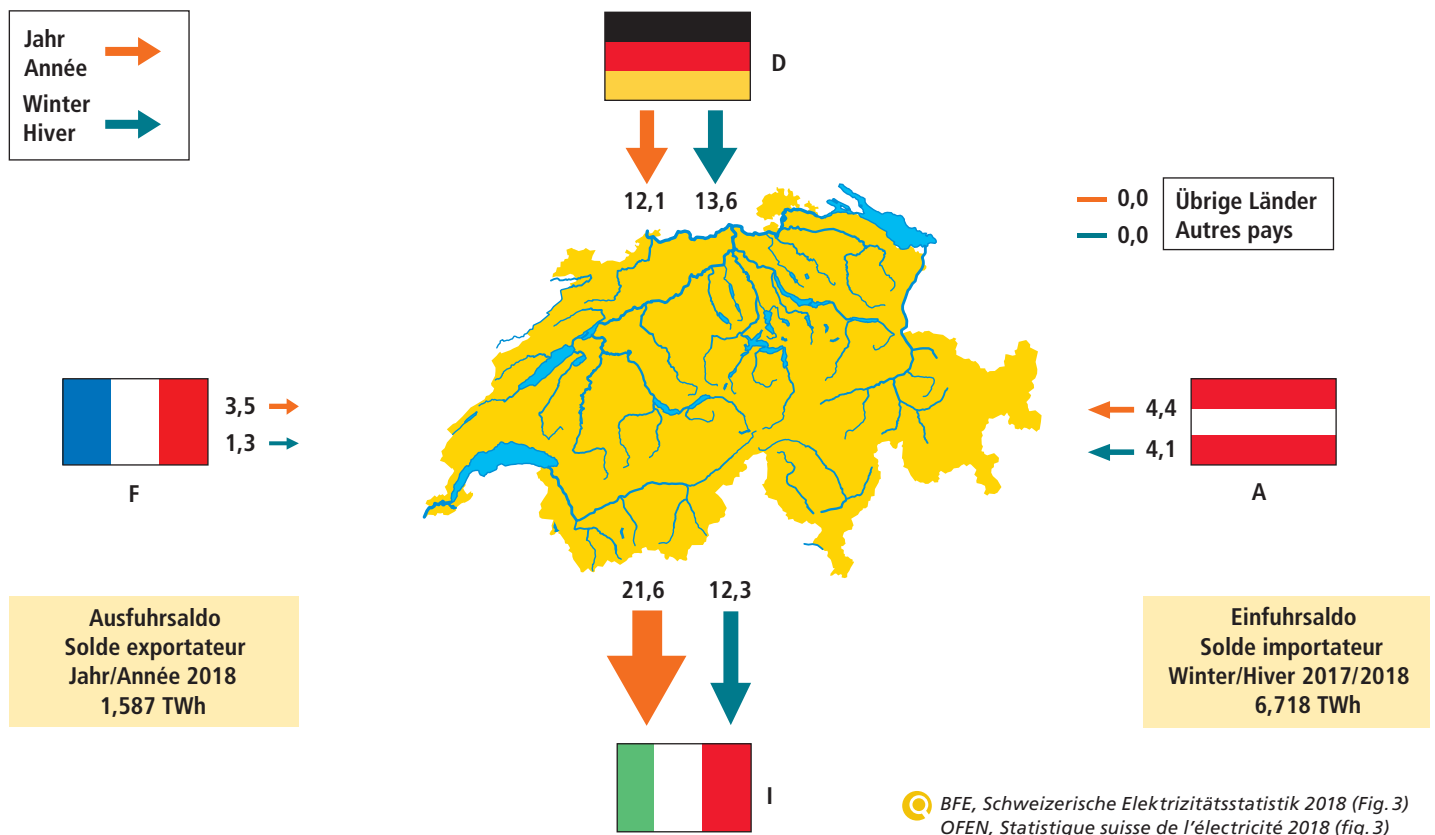 Jahr
Année
Winter
Hiver
D
12,1 13,6
0,0
0,0
Übrige Länder
Autres pays
3,5
1,3
F
4,4
4,1
A
21,6 12,3
Ausfuhrsaldo
Solde exportateur
Jahr/Année 2018
1,587 TWh
Einfuhrsaldo
Solde importateur
Winter/Hiver 2017/2018
6,718 TWh
I
BFE, Schweizerische Elektrizitätsstatistik 2018 (Fig. 3)
OFEN, Statistique suisse de l'électricité 2018 (fig. 3)